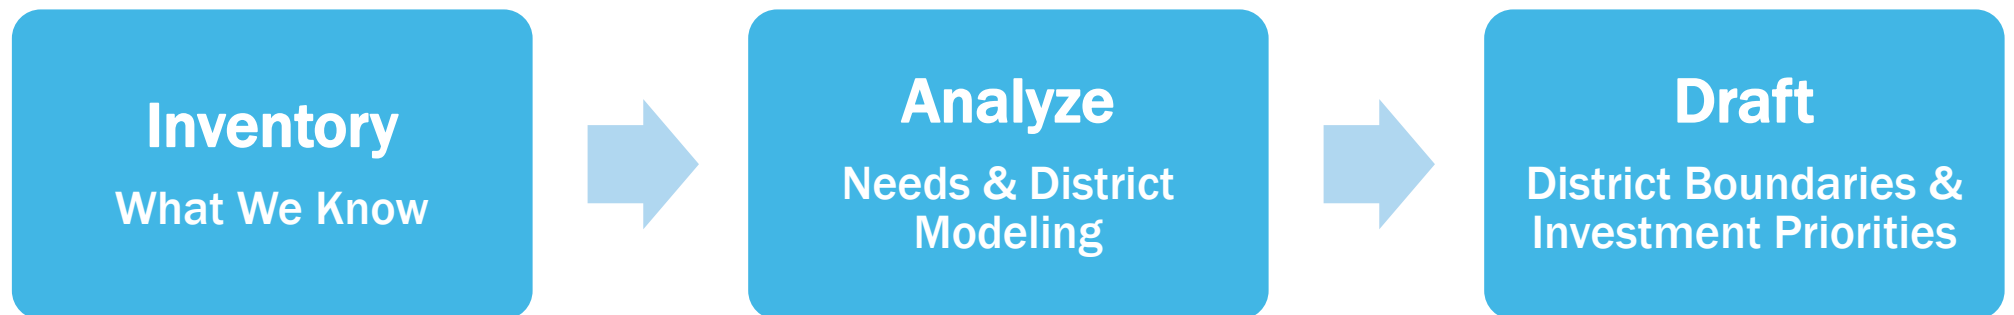 Inventory
What We Know
Analyze
Needs & District
Modeling
Draft
District Boundaries &
Investment Priorities